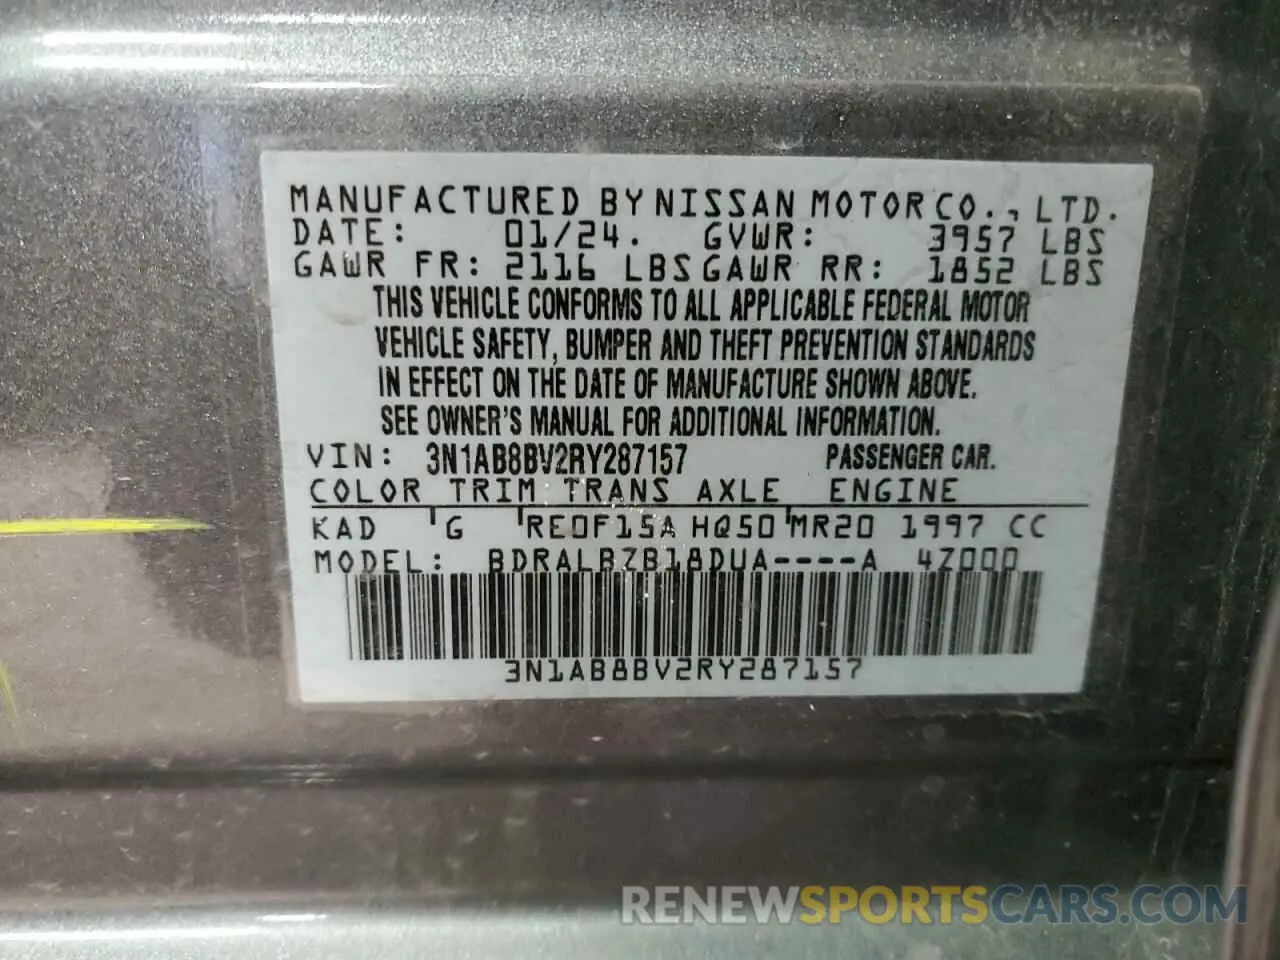 MANUFACTURED BY NISSAN MOTOR CO., LTD.
DATE: 01/24. GVWR: 3957 LBS
GAWR FR: 2116 LBS GAWR RR: 1852 LBS
THIS VEHICLE CONFORMS TO ALL APPLICABLE FEDERAL MOTOR
VEHICLE SAFETY, BUMPER AND THEFT PREVENTION STANDARDS
IN EFFECT ON THE DATE OF MANUFACTURE SHOWN ABOVE.
SEE OWNER'S MANUAL FOR ADDITIONAL INFORMATION.
VIN: 3N1AB8BV2RY287157 PASSENGER CAR.
COLOR TRIM TRANS AXLE ENGINE
KAD G RE0F15A HQ50 MR20 1997 CC
MODEL: BDRALBZB18DUA----A 4Z000
3N1AB8BV2RY287157
RENEWSPORTSCARS.COM